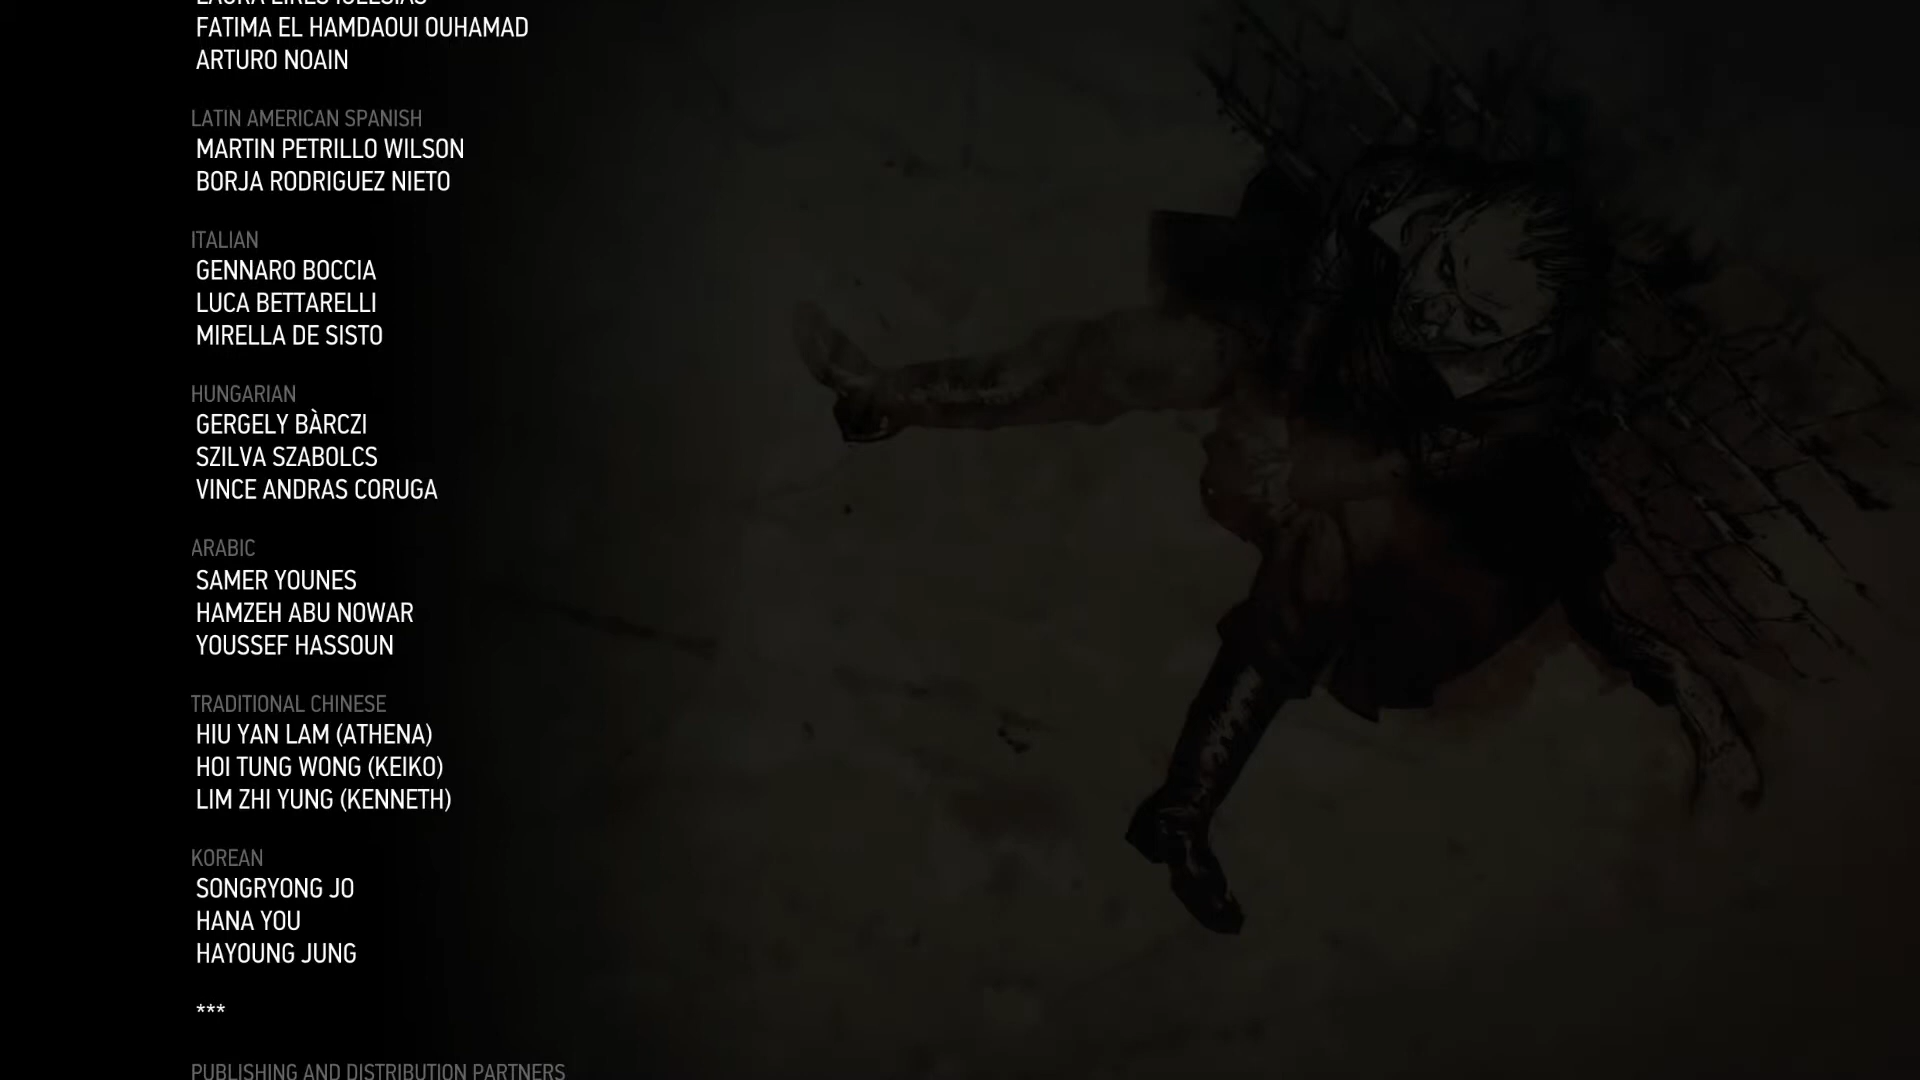 FATIMA EL HAMDAOUI OUHAMAD
ARTURO NOAIN
LATIN AMERICAN SPANISH
MARTIN PETRILLO WILSON
BORJA RODRIGUEZ NIETO
ITALIAN
GENNARO BOCCIA
LUCA BETTARELLI
MIRELLA DE SISTO
HUNGARIAN
GERGELY BÀRCZI
SZILVA SZABOLCS
VINCE ANDRAS CORUGA
ARABIC
SAMER YOUNES
HAMZEH ABU NOWAR
YOUSSEF HASSOUN
TRADITIONAL CHINESE
HIU YAN LAM (ATHENA)
HOI TUNG WONG (KEIKO)
LIM ZHI YUNG (KENNETH)
KOREAN
SONGRYONG JO
HANA YOU
HAYOUNG JUNG
***
PUBLISHING AND DISTRIBUTION PARTNERS